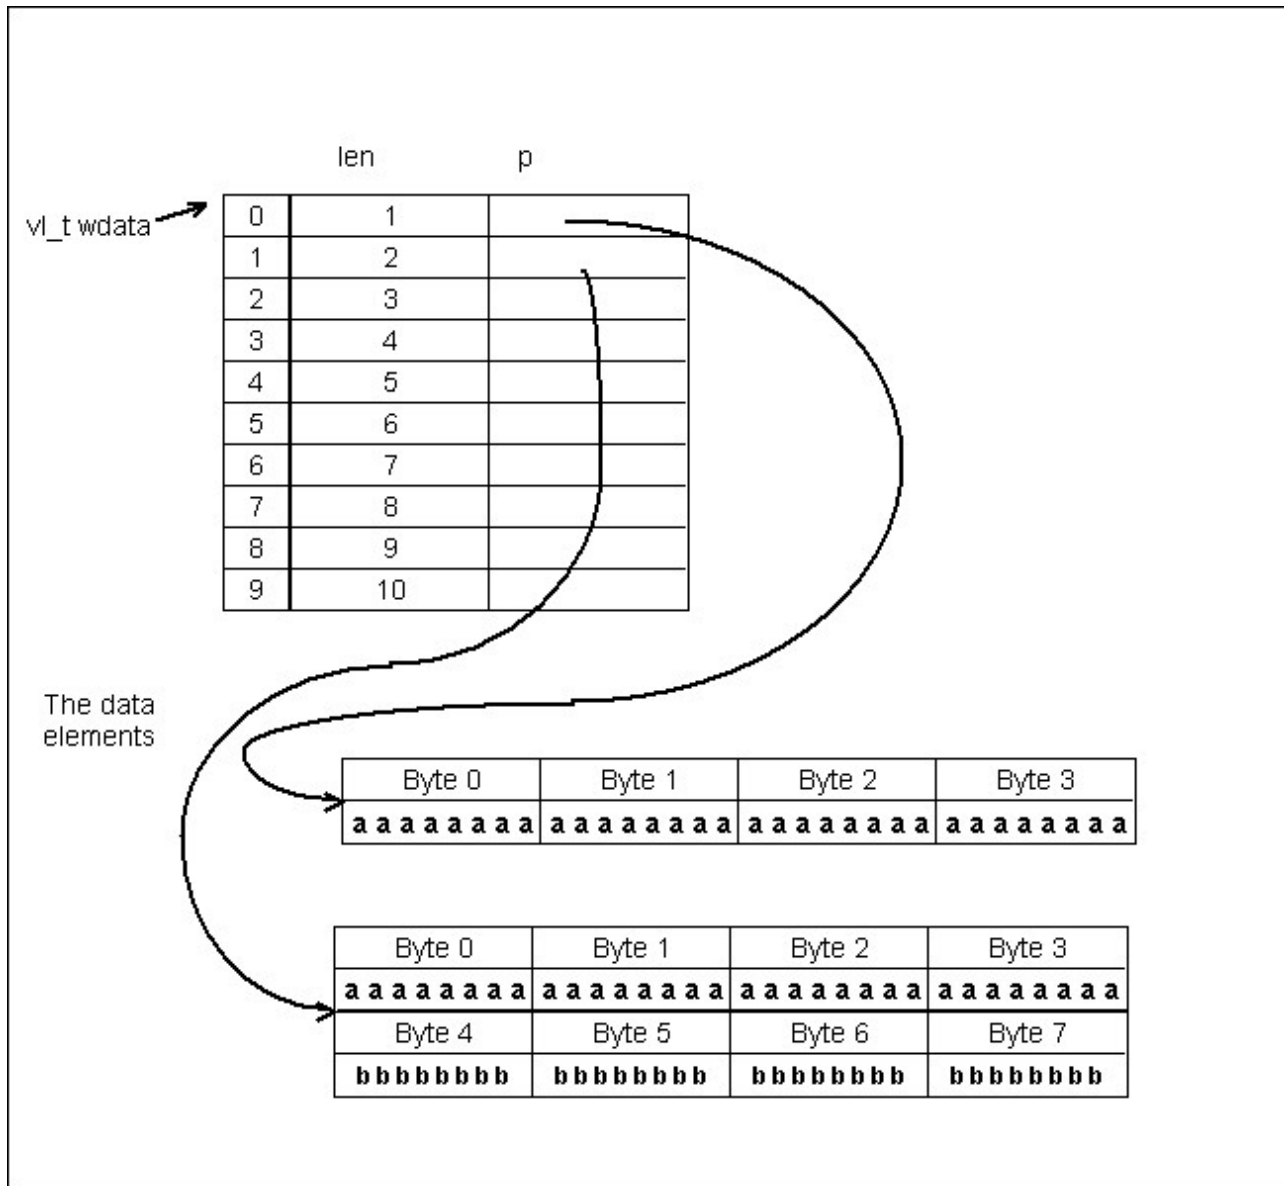 len p
vl_t wdata
0 1
1 2
2 3
3 4
4 5
5 6
6 7
7 8
8 9
9 10
The data
elements
Byte 0 Byte 1 Byte 2 Byte 3
a a a a a a a a a a a a a a a a a a a a a a a a a a a a a a a a
Byte 0 Byte 1 Byte 2 Byte 3
a a a a a a a a a a a a a a a a a a a a a a a a a a a a a a a a
Byte 4 Byte 5 Byte 6 Byte 7
b b b b b b b b b b b b b b b b b b b b b b b b b b b b b b b b